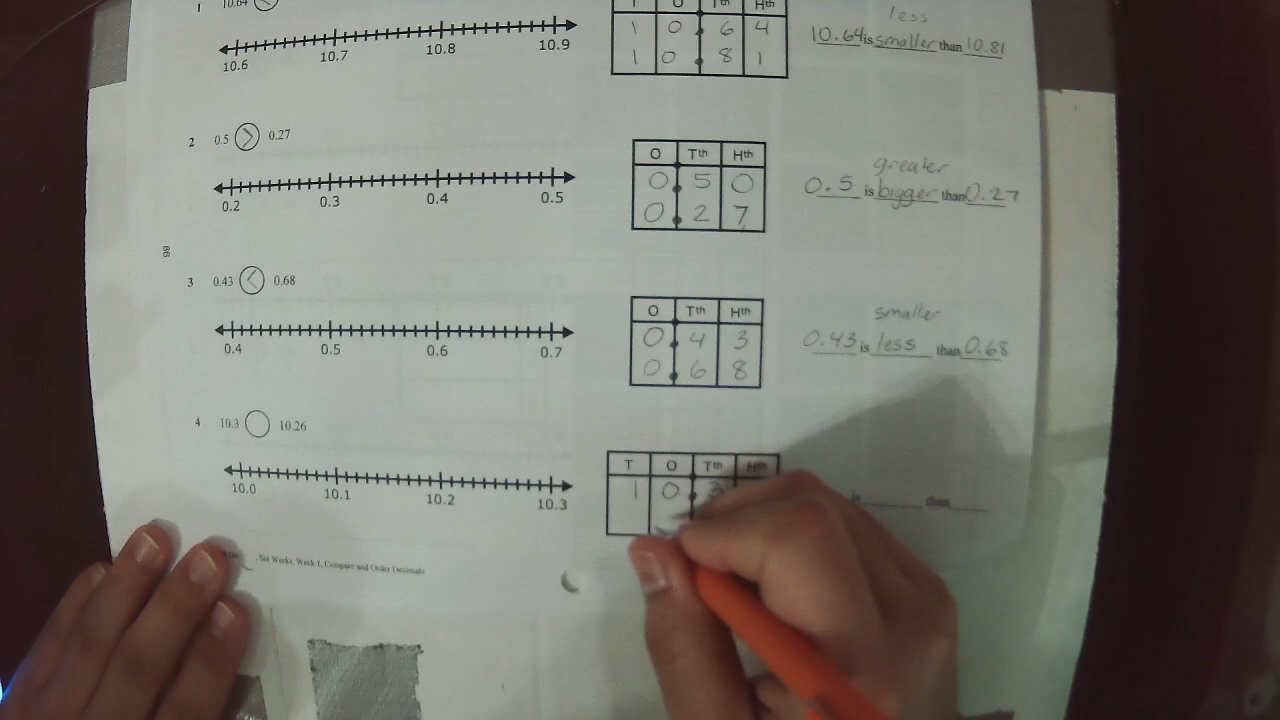 1 10.64 <
T O Tth Hth
1 0 . 6 4
1 0 . 8 1
less
10.64 is smaller than 10.81
10.6 10.7 10.8 10.9
2 0.5 > 0.27
O Tth Hth
0 . 5 0
0 . 2 7
greater
0.5 is bigger than 0.27
0.2 0.3 0.4 0.5
86
3 0.43 < 0.68
O Tth Hth
0 . 4 3
0 . 6 8
smaller
0.43 is less than 0.68
0.4 0.5 0.6 0.7
4 10.3 10.26
T O Tth Hth
1 0 . 3
is than
10.0 10.1 10.2 10.3
Six Weeks, Week 1, Compare and Order Decimals